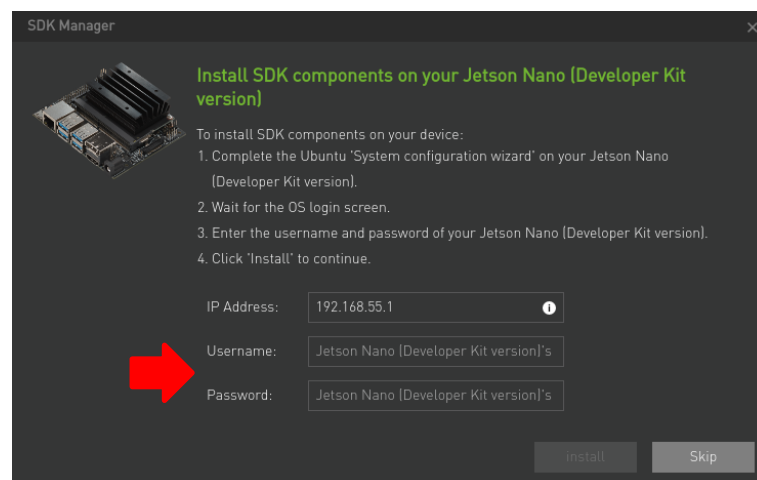 SDK Manager
Install SDK components on your Jetson Nano (Developer Kit
version)
To install SDK components on your device:
1. Complete the Ubuntu 'System configuration wizard' on your Jetson Nano
(Developer Kit version).
2. Wait for the OS login screen.
3. Enter the username and password of your Jetson Nano (Developer Kit version).
4. Click 'Install' to continue.
IP Address: 192.168.55.1
Username: Jetson Nano (Developer Kit version)'s
Password: Jetson Nano (Developer Kit version)'s
install Skip